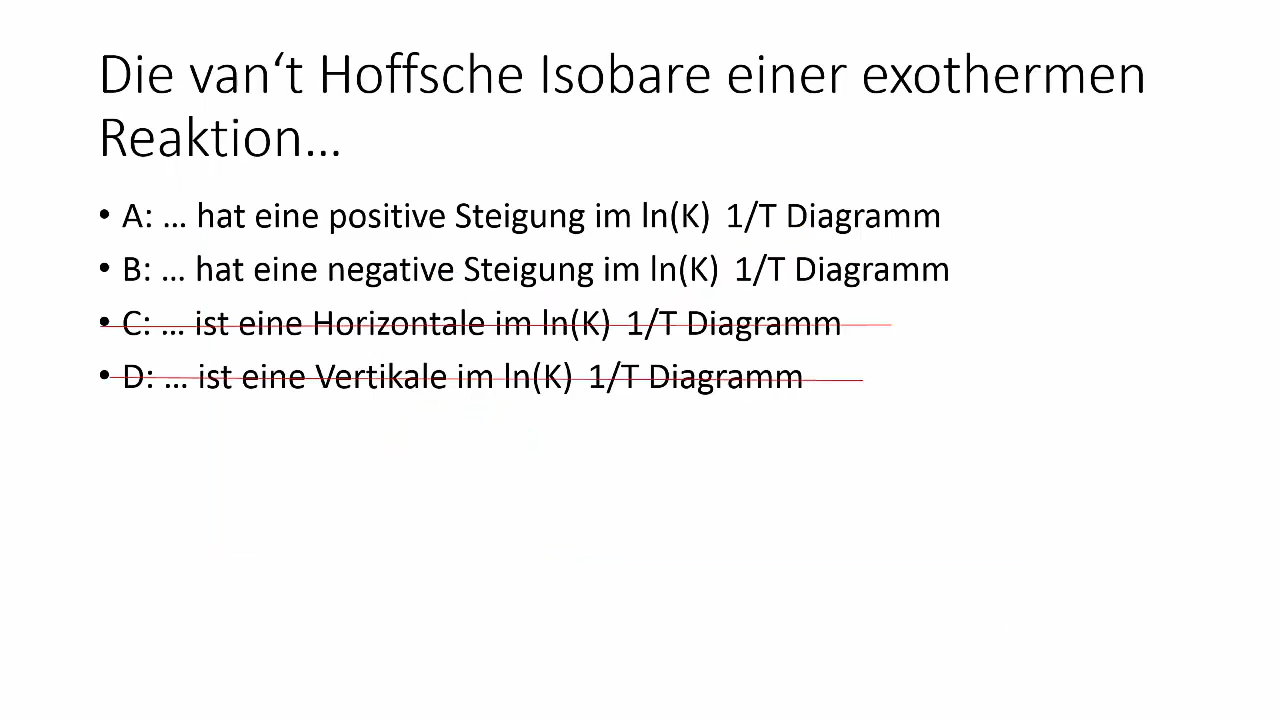 Die van‘t Hoffsche Isobare einer exothermen
Reaktion…
• A: … hat eine positive Steigung im ln(K) 1/T Diagramm
• B: … hat eine negative Steigung im ln(K) 1/T Diagramm
• C: … ist eine Horizontale im ln(K) 1/T Diagramm
• D: … ist eine Vertikale im ln(K) 1/T Diagramm